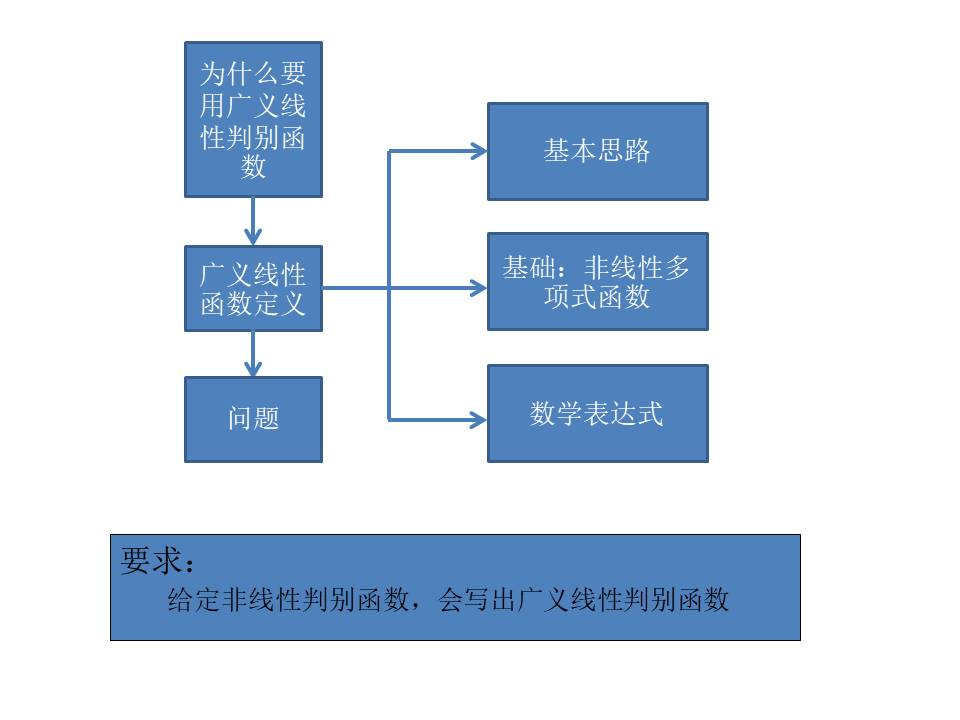 为什么要
用广义线
性判别函
数
广义线性
函数定义
问题
基本思路
基础：非线性多
项式函数
数学表达式
要求：
给定非线性判别函数，会写出广义线性判别函数